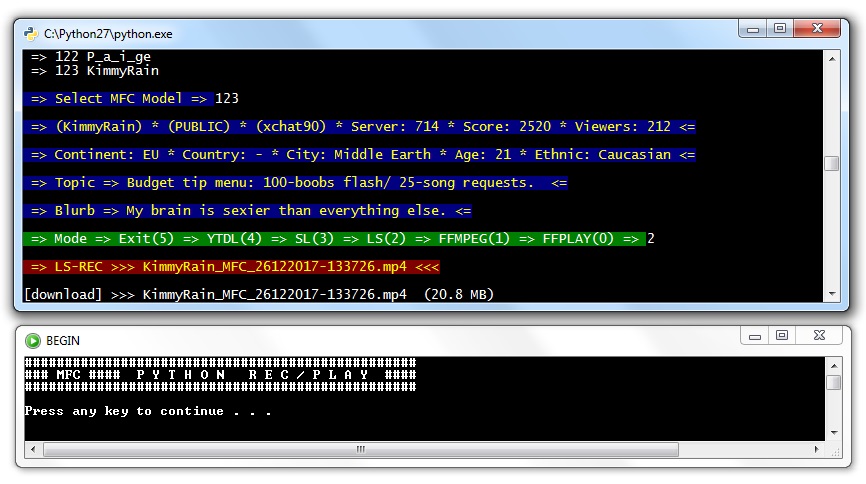 C:\Python27\python.exe
=> 122 P_a_i_ge
=> 123 KimmyRain
=> Select MFC Model => 123
=> (KimmyRain) * (PUBLIC) * (xchat90) * Server: 714 * Score: 2520 * Viewers: 212 <=
=> Continent: EU * Country: - * City: Middle Earth * Age: 21 * Ethnic: Caucasian <=
=> Topic => Budget tip menu: 100-boobs flash/ 25-song requests.  <=
=> Blurb => My brain is sexier than everything else. <=
=> Mode => Exit(5) => YTDL(4) => SL(3) => LS(2) => FFMPEG(1) => FFPLAY(0) => 2
=> LS-REC >>> KimmyRain_MFC_26122017-133726.mp4 <<<
[download] >>> KimmyRain_MFC_26122017-133726.mp4  (20.8 MB)
BEGIN
#################################################
### MFC ####  P Y T H O N   R E C / P L A Y  ####
#################################################
Press any key to continue . . .